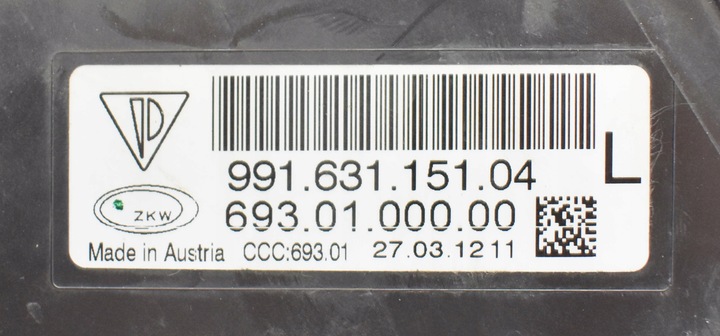 991.631.151.04
L
693.01.000.00
ZKW
Made in Austria CCC:693.01 27.03.12 11